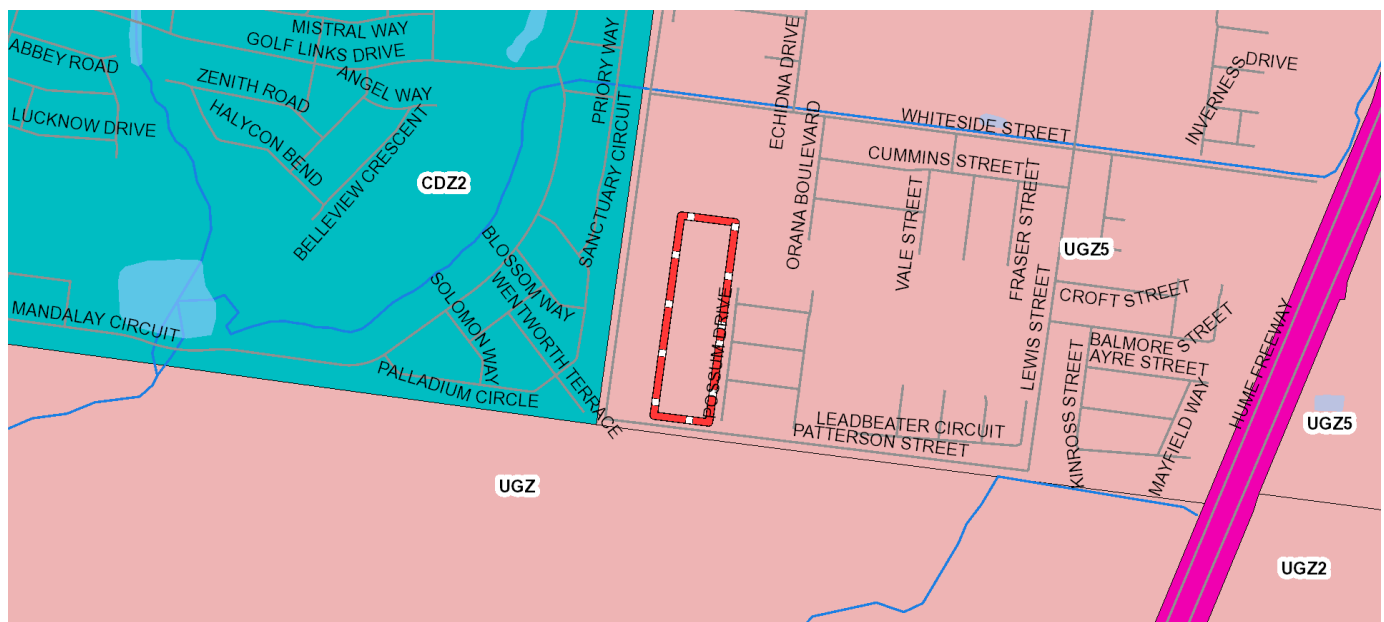 MISTRAL WAY
GOLF LINKS DRIVE
ABBEY ROAD
ZENITH ROAD
ANGEL WAY
HALYCON BEND
LUCKNOW DRIVE
BELLEVIEW CRESCENT
CDZ2
PRIORY WAY
SANCTUARY CIRCUIT
ECHIDNA DRIVE
ORANA BOULEVARD
WHITESIDE STREET
INVERNESS DRIVE
CUMMINS STREET
VALE STREET
FRASER STREET
UGZ5
LEWIS STREET
CROFT STREET
BALMORE STREET
AYRE STREET
HUME FREEWAY
KINROSS STREET
MAYFIELD WAY
BLOSSOM WAY
SOLOMON WAY
WENTWORTH TERRACE
MANDALAY CIRCUIT
PALLADIUM CIRCLE
POSSUM DRIVE
LEADBEATER CIRCUIT
PATTERSON STREET
UGZ5
UGZ
UGZ2